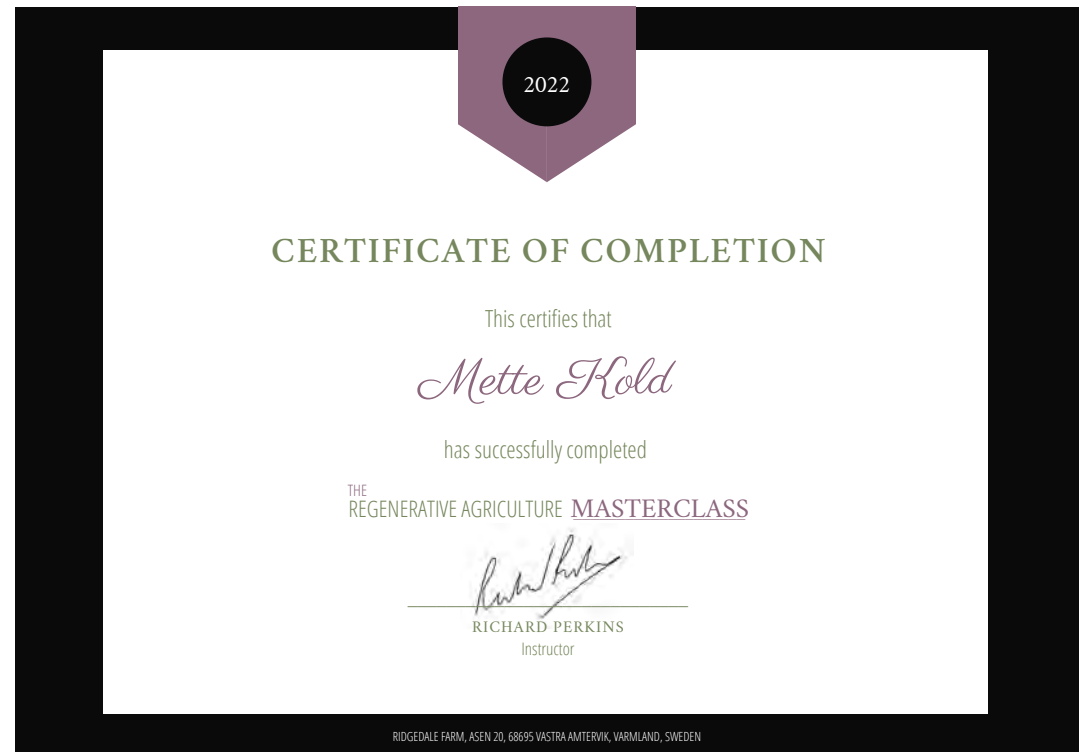 2022
CERTIFICATE OF COMPLETION
This certifies that
Mette Kold
has successfully completed
THE
REGENERATIVE AGRICULTURE MASTERCLASS
RICHARD PERKINS
Instructor
RIDGEDALE FARM, ASEN 20, 68695 VASTRA AMTERVIK, VARMLAND, SWEDEN